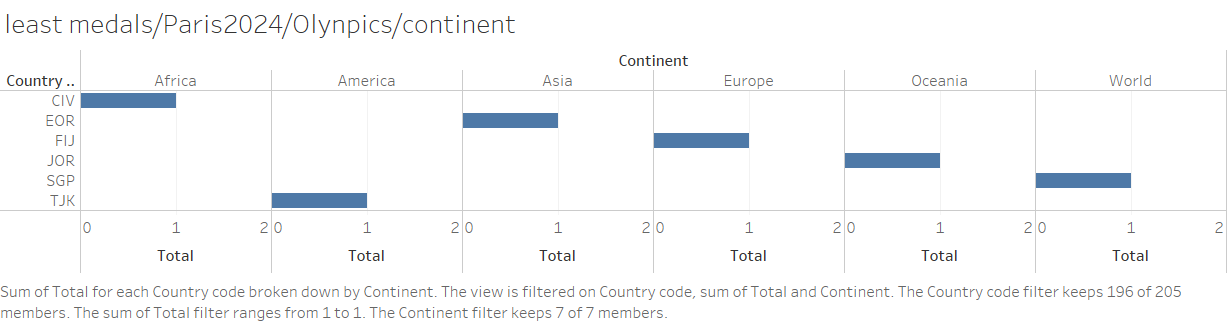 least medals/Paris2024/Olynpics/continent
Continent
Country .. Africa America Asia Europe Oceania World
CIV
EOR
FIJ
JOR
SGP
TJK
0 1 2 0 1 2 0 1 2 0 1 2 0 1 2 0 1 2
Total Total Total Total Total Total
Sum of Total for each Country code broken down by Continent. The view is filtered on Country code, sum of Total and Continent. The Country code filter keeps 196 of 205
members. The sum of Total filter ranges from 1 to 1. The Continent filter keeps 7 of 7 members.